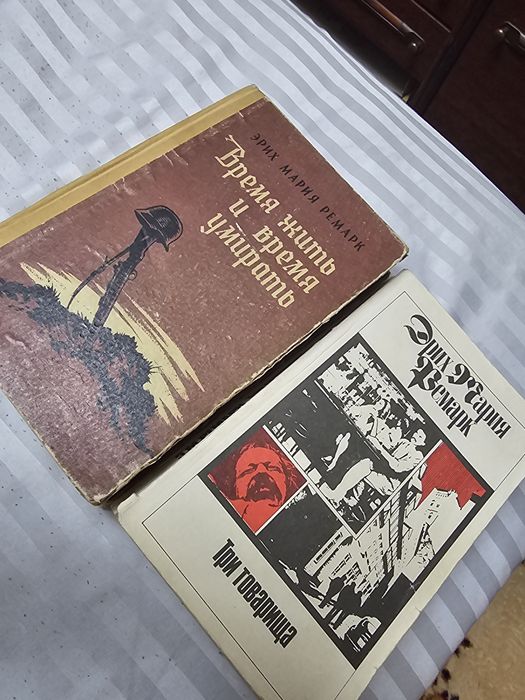 ЭРИХ МАРИЯ РЕМАРК
Время жить
и время
умирать
Эрих Мария
Ремарк
Три товарища